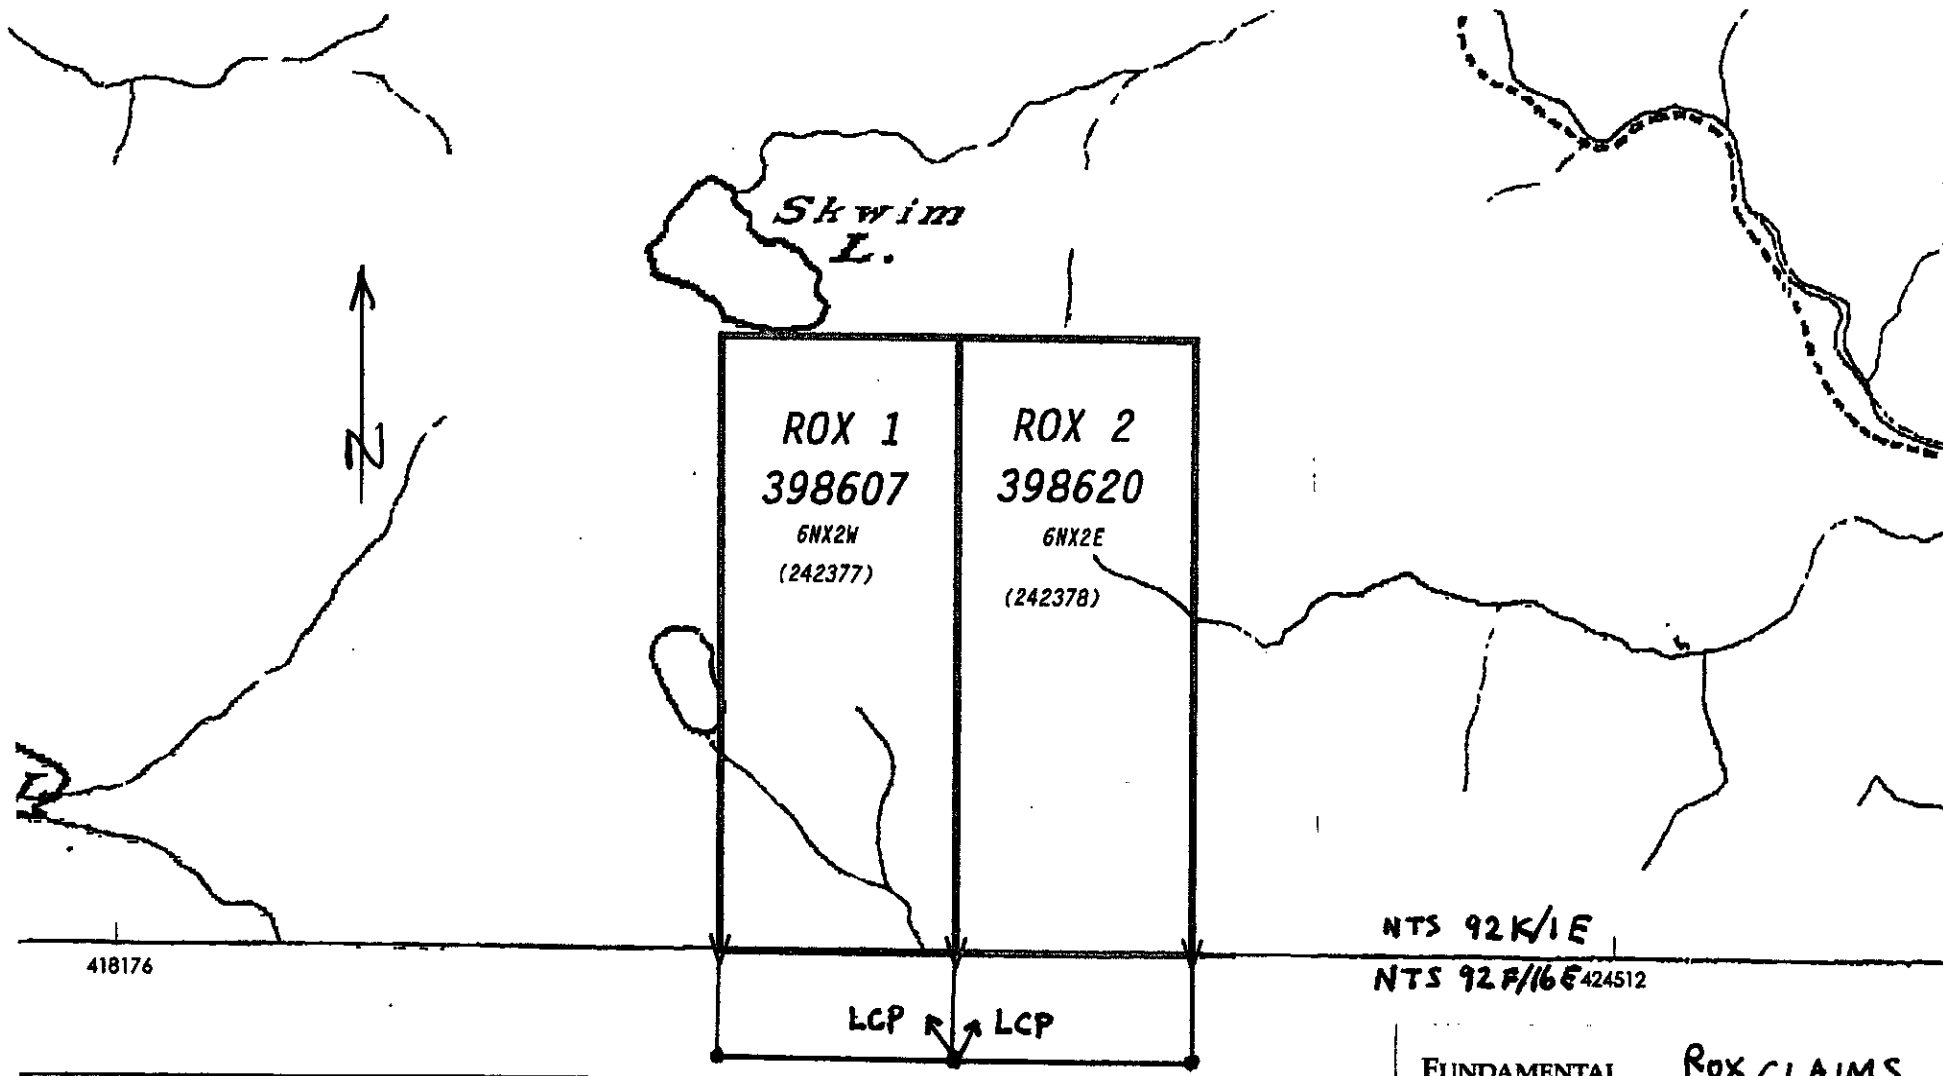 Skwim
L.
N
ROX 1
398607
6NX2W
(242377)
ROX 2
398620
6NX2E
(242378)
L.
NTS 92K/1E
418176
NTS 92F/16E 424512
LCP LCP
FUNDAMENTAL
ROX CLAIMS